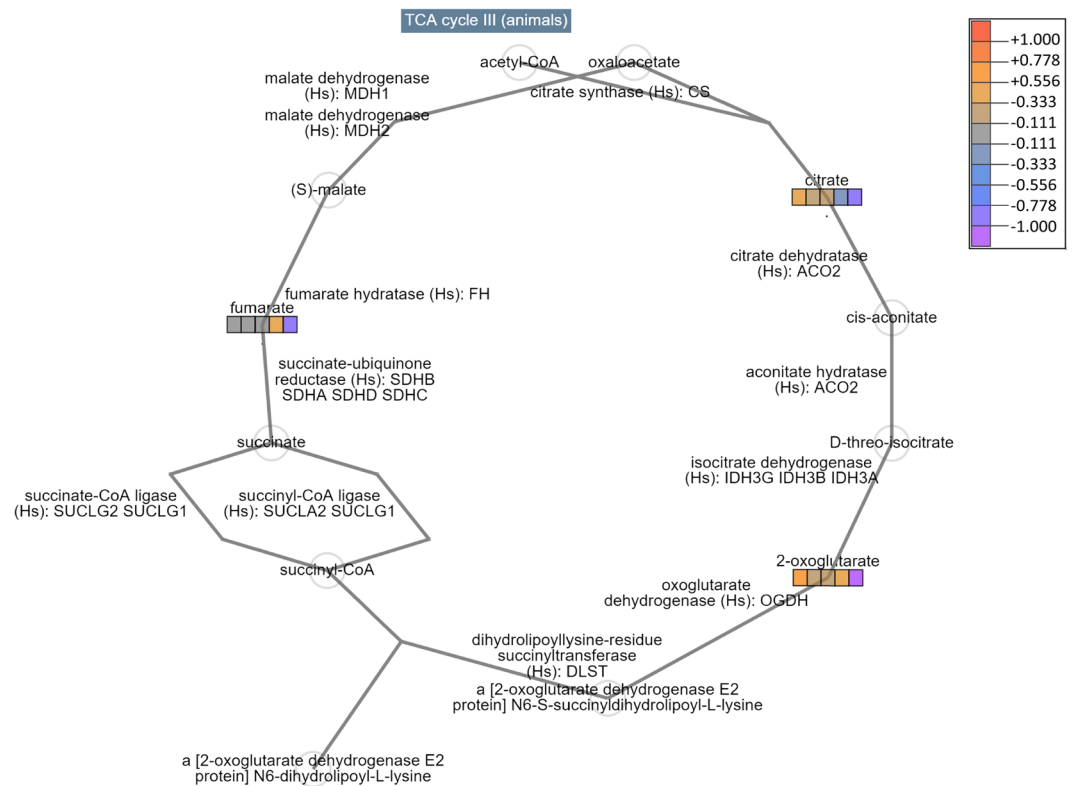 TCA cycle III (animals)
acetyl-CoA
oxaloacetate
malate dehydrogenase
(Hs): MDH1
citrate synthase (Hs): CS
malate dehydrogenase
(Hs): MDH2
(S)-malate
citrate
citrate dehydratase
(Hs): ACO2
fumarate hydratase (Hs): FH
fumarate
cis-aconitate
succinate-ubiquinone
reductase (Hs): SDHB
SDHA SDHD SDHC
aconitate hydratase
(Hs): ACO2
succinate
D-threo-isocitrate
isocitrate dehydrogenase
(Hs): IDH3G IDH3B IDH3A
succinate-CoA ligase
(Hs): SUCLG2 SUCLG1
succinyl-CoA ligase
(Hs): SUCLA2 SUCLG1
succinyl-CoA
2-oxoglutarate
oxoglutarate
dehydrogenase (Hs): OGDH
dihydrolipoyllysine-residue
succinyltransferase
(Hs): DLST
a [2-oxoglutarate dehydrogenase E2
protein] N6-S-succinyldihydrolipoyl-L-lysine
a [2-oxoglutarate dehydrogenase E2
protein] N6-dihydrolipoyl-L-lysine
+1.000
+0.778
+0.556
-0.333
-0.111
-0.111
-0.333
-0.556
-0.778
-1.000